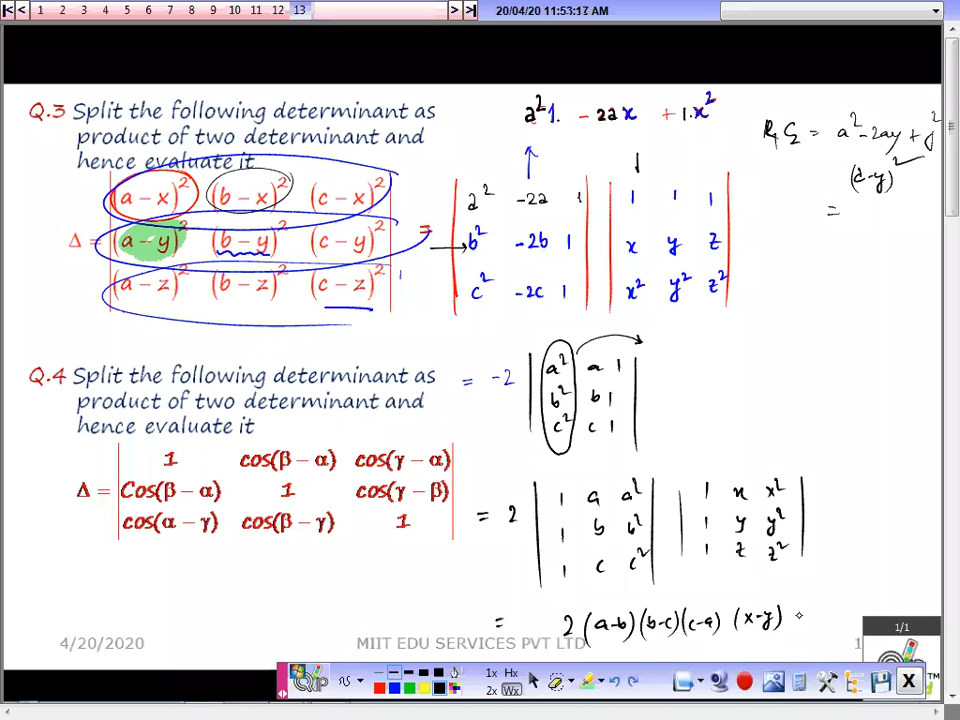 1 2 3 4 5 6 7 8 9 10 11 12 13
20/04/20 11:53:17 AM
Q.3 Split the following determinant as
product of two determinant and
hence evaluate it
Δ = | (a – x)² (b – x)² (c – x)² |
| (a – y)² (b – y)² (c – y)² |
| (a – z)² (b – z)² (c – z)² |
a² 1. - 2a x + 1. x²
= | a² -2a 1 | | 1 1 1 |
| b² -2b 1 | | x y z |
| c² -2c 1 | | x² y² z² |
= a² - 2ay + y²
(a-y)²
=
= -2 | a² a 1 |
| b² b 1 |
| c² c 1 |
= 2 | 1 a a² | | 1 x x² |
| 1 b b² | | 1 y y² |
| 1 c c² | | 1 z z² |
= 2 (a-b) (b-c) (c-a) (x-y)
Q.4 Split the following determinant as
product of two determinant and
hence evaluate it
Δ = | 1 cos(β – α) cos(γ – α) |
| Cos(β – α) 1 cos(γ – β) |
| cos(α – γ) cos(β – γ) 1 |
4/20/2020 MIIT EDU SERVICES PVT LTD 1
1/1
1x Hx
2x Wx
TM